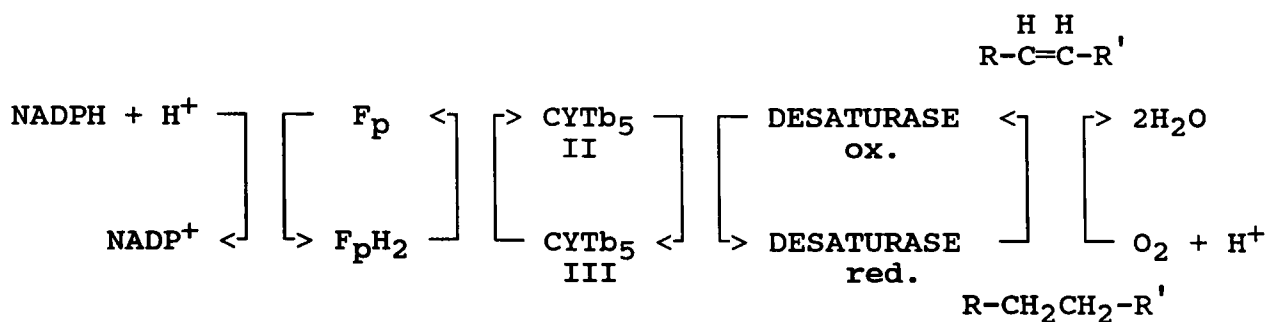 H H
R-C=C-R'
NADPH + H⁺ Fₚ <> CYTb₅ DESATURASE <> 2H₂O
II ox.
NADP⁺ <> FₚH₂ CYTb₅ <> DESATURASE O₂ + H⁺
III red.
R-CH₂CH₂-R'